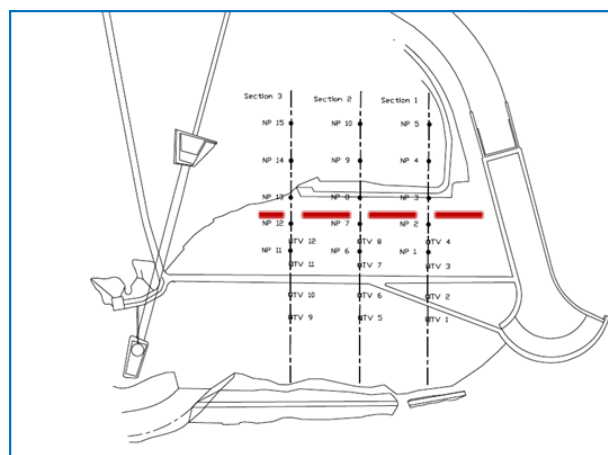 Section 3 Section 2 Section 1
NP 15 NP 10 NP 5
NP 14 NP 9 NP 4
NP 13 NP 8 NP 3
NP 12 NP 7 NP 2
TV 12 TV 8 TV 4
NP 11 NP 6 NP 1
TV 11 TV 7 TV 3
TV 10 TV 6 TV 2
TV 9 TV 5 TV 1